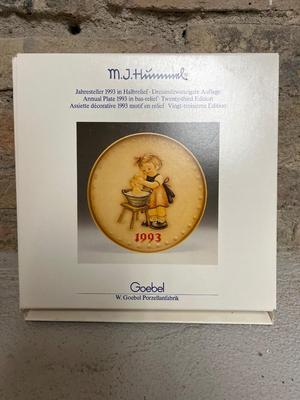 M.J.Hummel
Jahresteller 1993 in Halbrelief · Dreiundzwanzigste Auflage
Annual Plate 1993 in bas-relief · Twenty-third Edition
Assiette décorative 1993 motif en relief · Vingt-troisième Edition
1993
Goebel
W. Goebel Porzellanfabrik